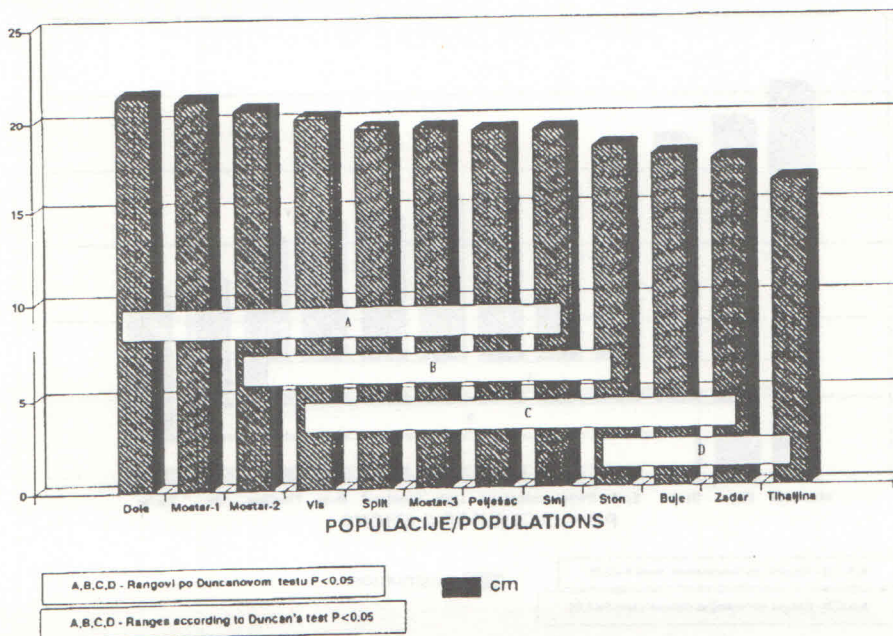 25
20
15
10
5
0
A
B
C
D
Dole Mostar-1 Mostar-2 Vis Split Mostar-3 Pelješac Sinj Ston Buje Zadar Tihaljina
POPULACIJE/POPULATIONS
A,B,C,D - Rangovi po Duncanovom testu P<0,05
cm
A,B,C,D - Ranges according to Duncan's test P<0,05